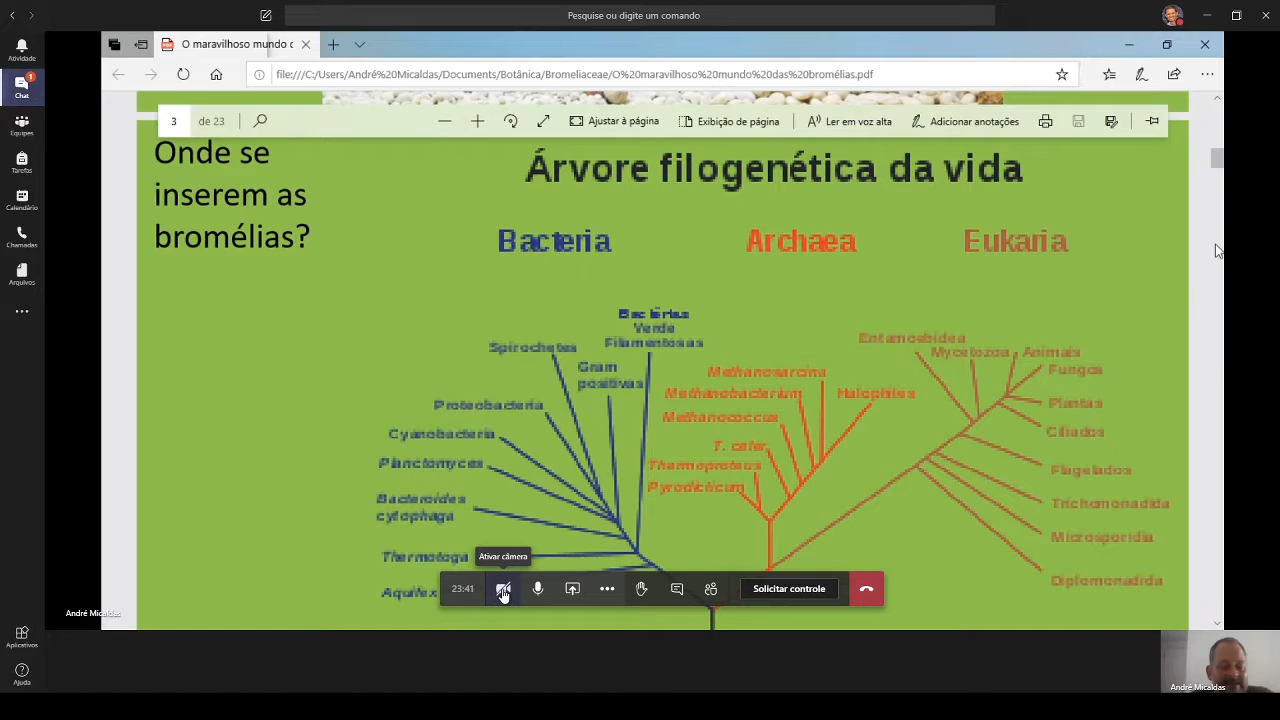 Pesquise ou digite um comando
Atividade
1
Chat
Equipes
Tarefas
Calendário
Chamadas
Arquivos
Aplicativos
Ajuda
PDF
O maravilhoso mundo d
file:///C:/Users/André%20Micaldas/Documents/Botânica/Bromeliaceae/O%20maravilhoso%20mundo%20das%20bromélias.pdf
3 de 23
Ajustar à página
Exibição de página
Ler em voz alta
Adicionar anotações
Onde se
inserem as
bromélias?
Árvore filogenética da vida
Bacteria
Archaea
Eukaria
Bactérias
Verde
Filamentosas
Spirochetes
Gram
positivas
Proteobacteria
Cyanobacteria
Planctomyces
Bacteroides
cytophaga
Thermotoga
Aquifex
Methanosarcina
Methanobacterium
Halophiles
Methanococcus
T. celer
Thermoproteus
Pyrodicticum
Entamoebidea
Mycetozoa
Animais
Fungos
Plantas
Ciliados
Flagelados
Trichomonadida
Microsporidia
Diplomonadida
Ativar câmera
23:41
Solicitar controle
André Micaldas
André Micaldas